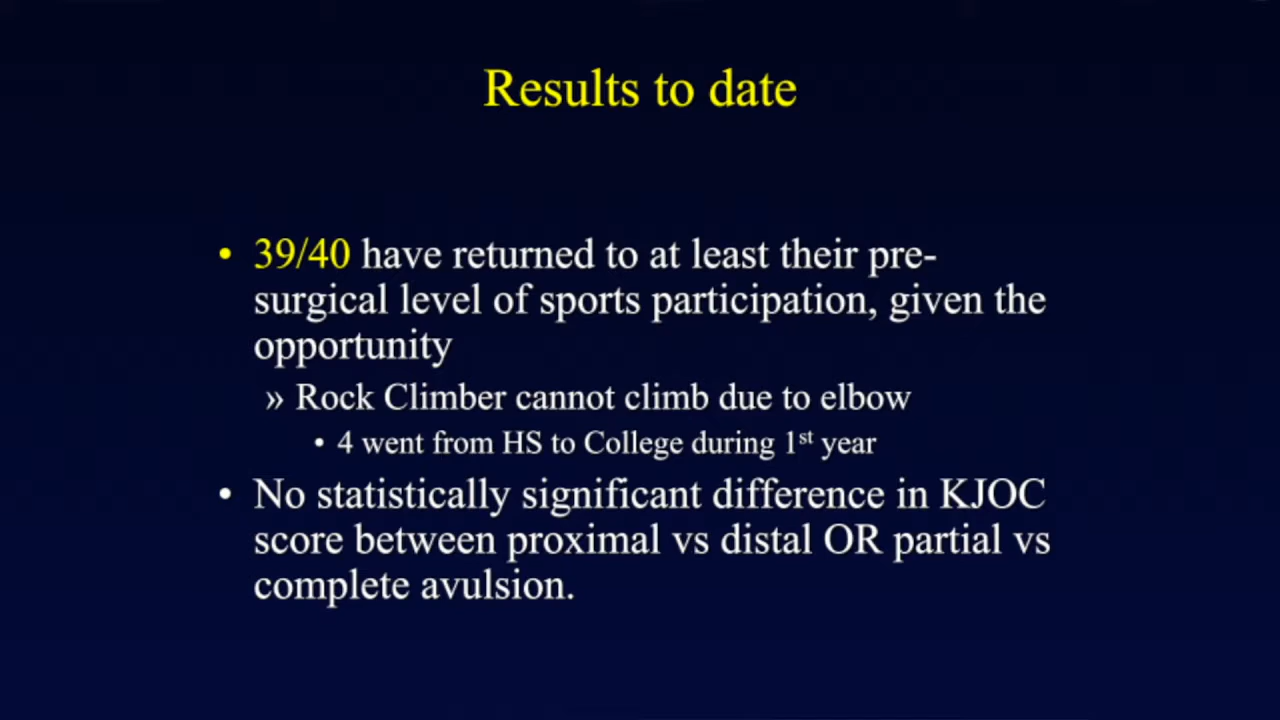 Results to date
• 39/40 have returned to at least their pre-
surgical level of sports participation, given the
opportunity
» Rock Climber cannot climb due to elbow
• 4 went from HS to College during 1st year
• No statistically significant difference in KJOC
score between proximal vs distal OR partial vs
complete avulsion.